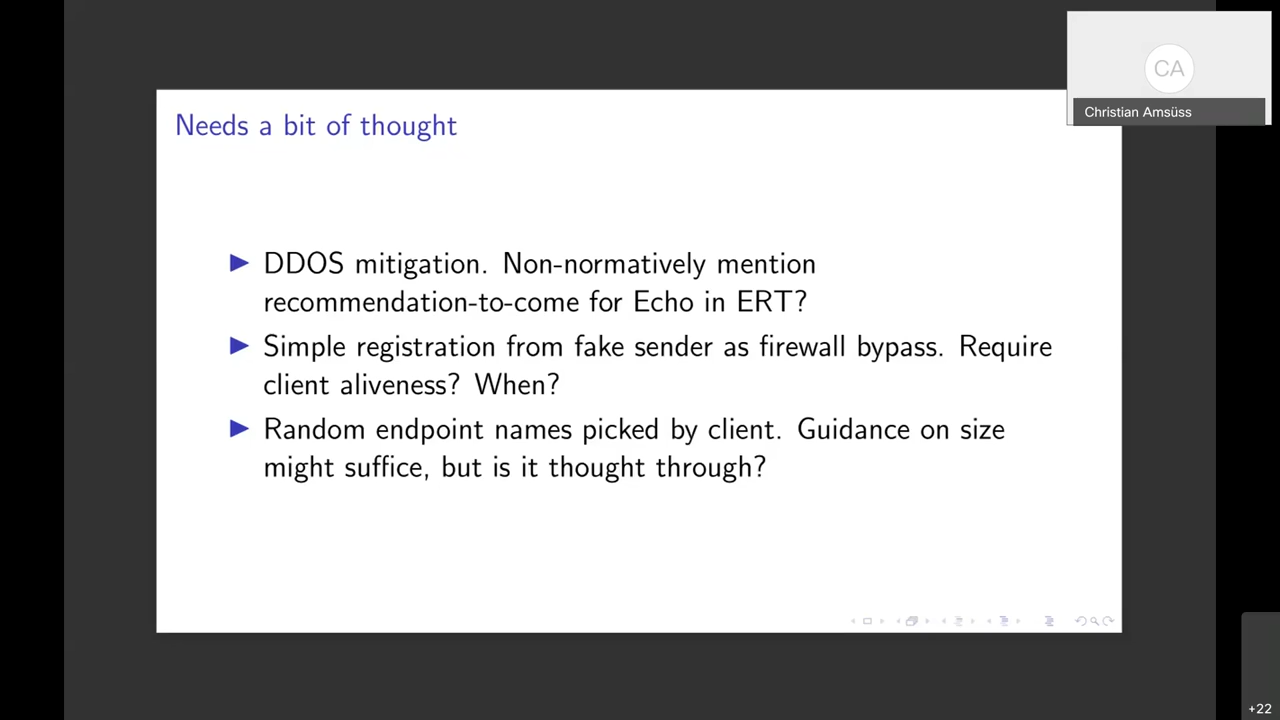 CA
Christian Amsüss
Needs a bit of thought
▶ DDOS mitigation. Non-normatively mention
recommendation-to-come for Echo in ERT?
▶ Simple registration from fake sender as firewall bypass. Require
client aliveness? When?
▶ Random endpoint names picked by client. Guidance on size
might suffice, but is it thought through?
+22